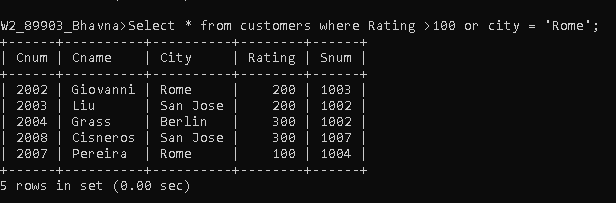 W2_89903_Bhavna>Select * from customers where Rating >100 or city = 'Rome';
+------+----------+----------+--------+------+
| Cnum | Cname    | City     | Rating | Snum |
+------+----------+----------+--------+------+
| 2002 | Giovanni | Rome     |    200 | 1003 |
| 2003 | Liu      | San Jose |    200 | 1002 |
| 2004 | Grass    | Berlin   |    300 | 1002 |
| 2008 | Cisneros | San Jose |    300 | 1007 |
| 2007 | Pereira  | Rome     |    100 | 1004 |
+------+----------+----------+--------+------+
5 rows in set (0.00 sec)